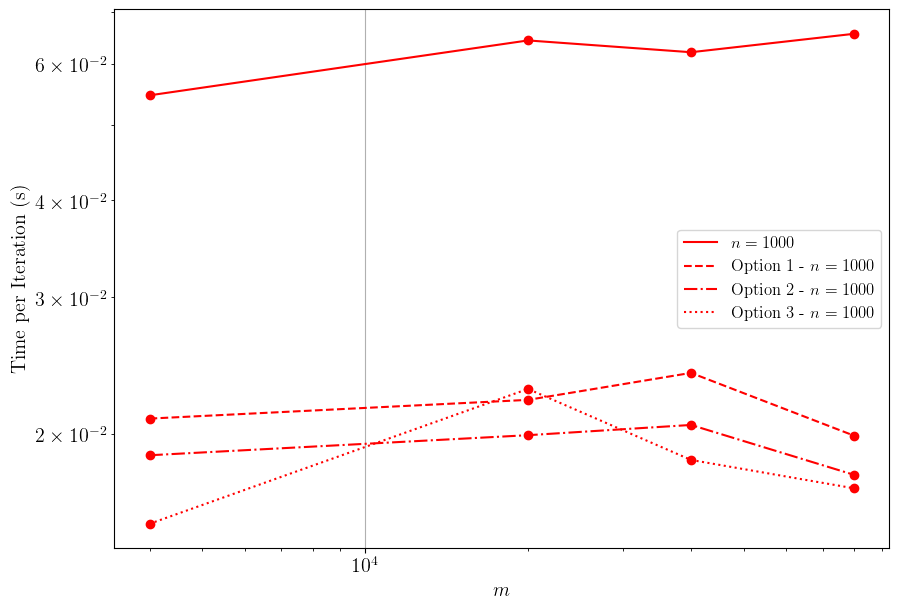 6 × 10⁻²
4 × 10⁻²
3 × 10⁻²
2 × 10⁻²
Time per Iteration (s)
n = 1000
Option 1 - n = 1000
Option 2 - n = 1000
Option 3 - n = 1000
10⁴
m